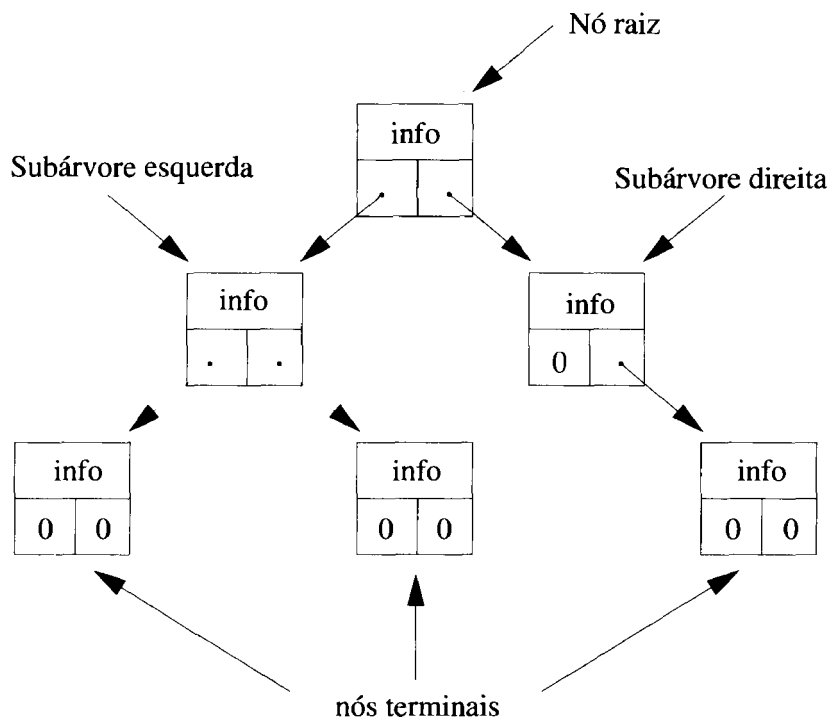 Nó raiz
info
Subárvore esquerda
Subárvore direita
info
info
0
info
info
info
0 0
0 0
0 0
nós terminais